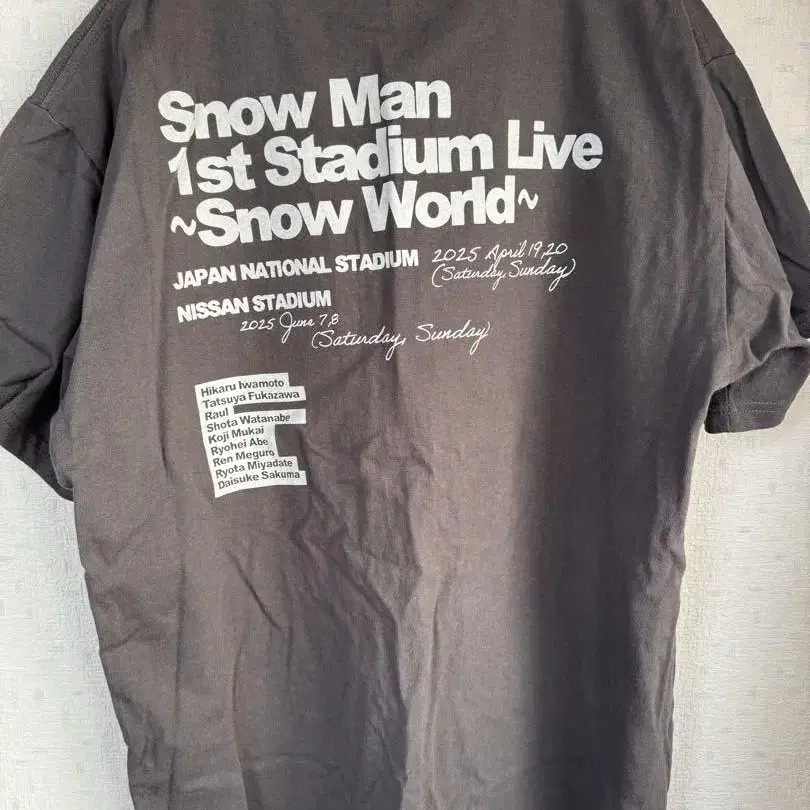 Snow Man
1st Stadium Live
~Snow World~
JAPAN NATIONAL STADIUM 2025 April 19,20
(Saturday, Sunday)
NISSAN STADIUM
2025 June 7,8
(Saturday, Sunday)
Hikaru Iwamoto
Tatsuya Fukazawa
Raul
Shota Watanabe
Koji Mukai
Ryohei Abe
Ren Meguro
Ryota Miyadate
Daisuke Sakuma